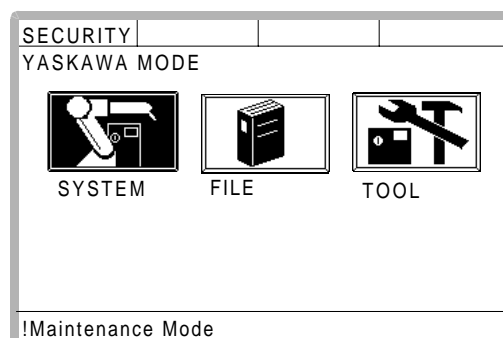 SECURITY
YASKAWA MODE
SYSTEM FILE TOOL
!Maintenance Mode